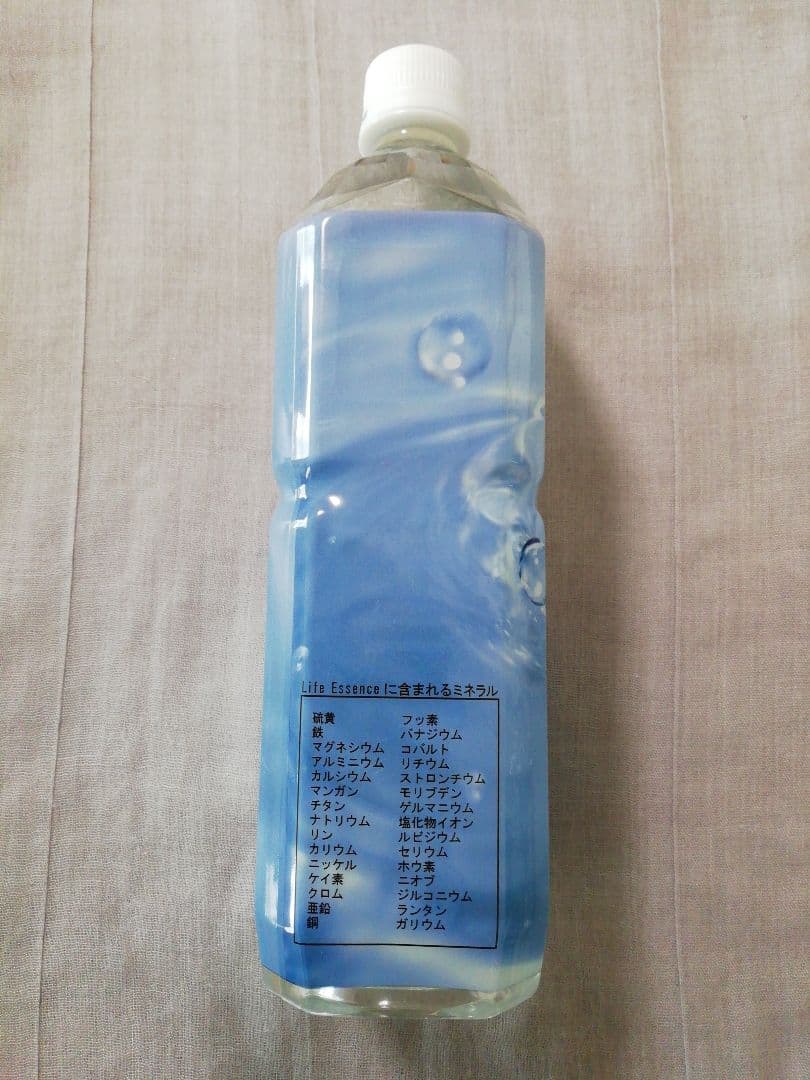 Life Essence に含まれるミネラル
硫黄
鉄
マグネシウム
アルミニウム
カルシウム
マンガン
チタン
ナトリウム
リン
カリウム
ニッケル
ケイ素
クロム
亜鉛
銅
フッ素
バナジウム
コバルト
リチウム
ストロンチウム
モリブデン
ゲルマニウム
塩化物イオン
ルビジウム
セリウム
ホウ素
ニオブ
ジルコニウム
ランタン
ガリウム